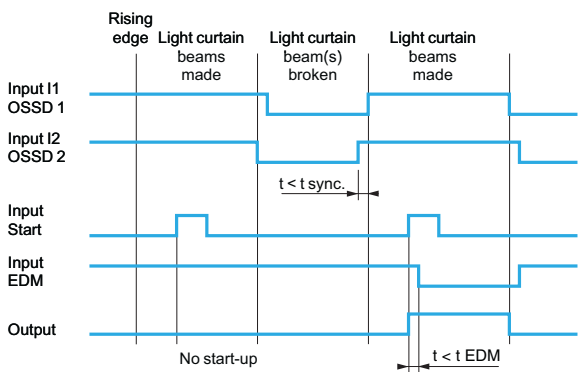 Rising
edge
Light curtain
beams
made
Light curtain
beam(s)
broken
Light curtain
beams
made
Input I1
OSSD 1
Input I2
OSSD 2
t < t sync.
Input
Start
Input
EDM
Output
No start-up
t < t EDM